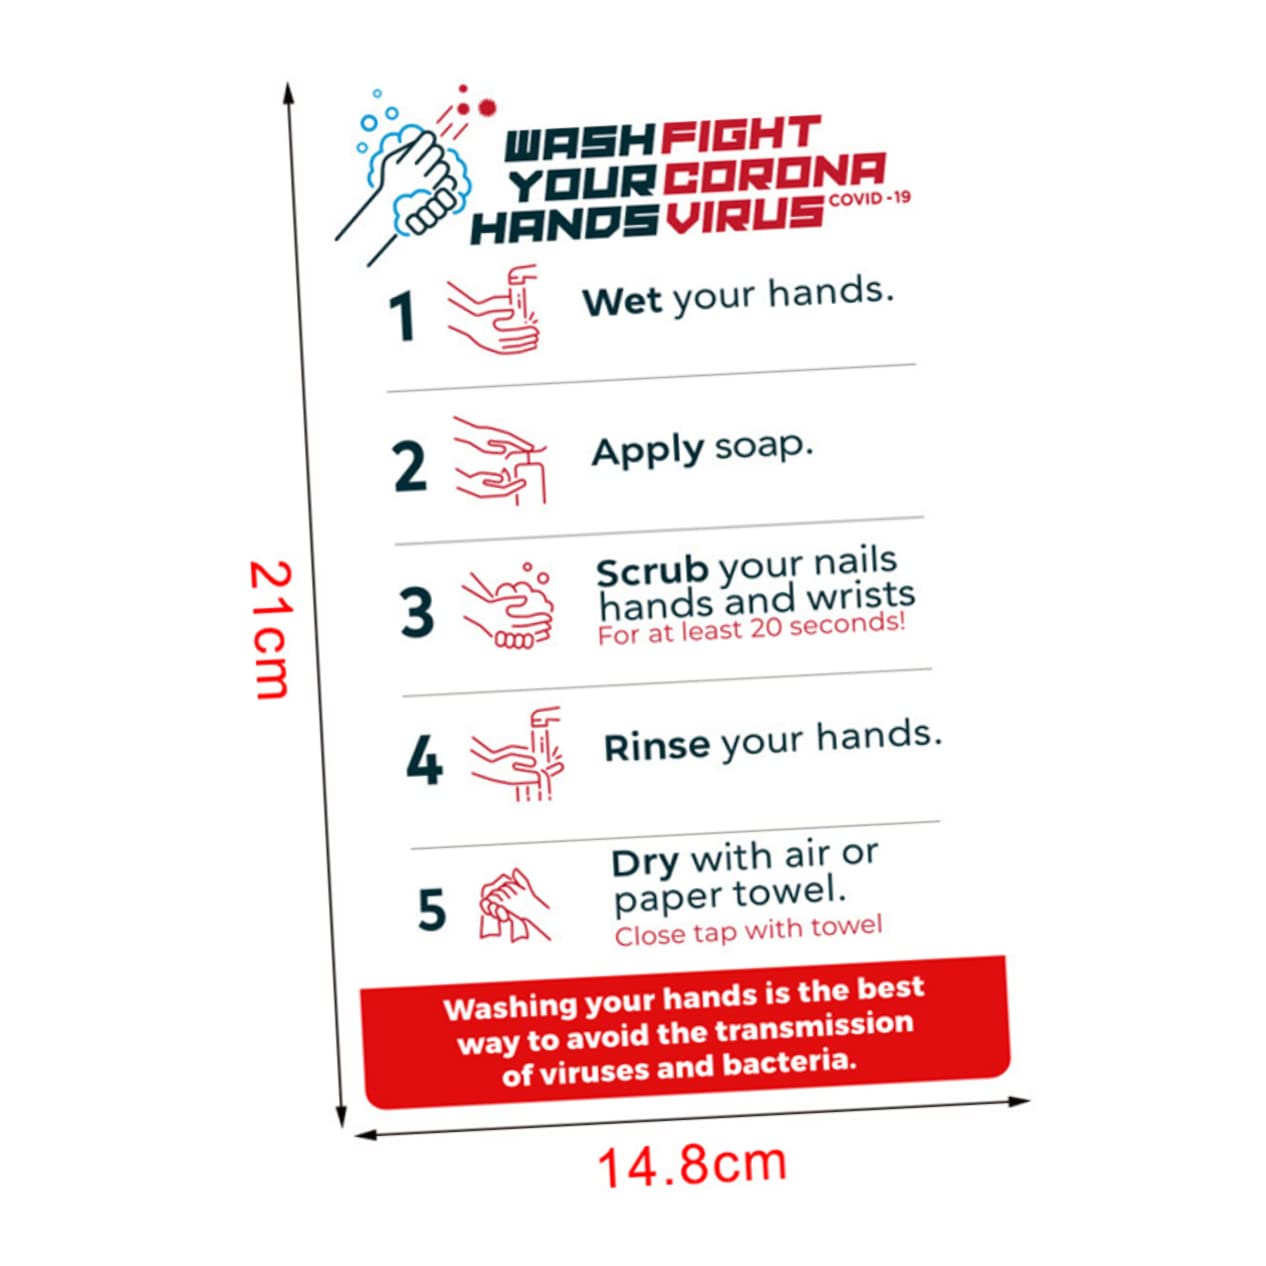 WASH FIGHT
YOUR CORONA
HANDS VIRUS COVID -19
1 Wet your hands.
2 Apply soap.
3 Scrub your nails
hands and wrists
For at least 20 seconds!
4 Rinse your hands.
5 Dry with air or
paper towel.
Close tap with towel
Washing your hands is the best
way to avoid the transmission
of viruses and bacteria.
21cm
14.8cm